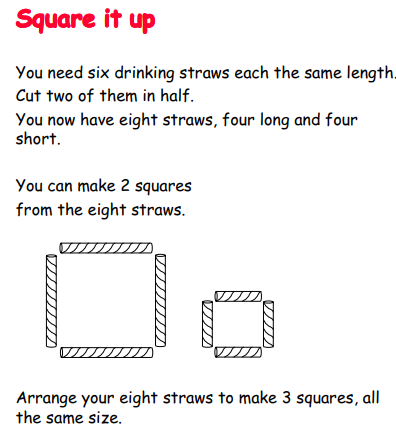 Square it up
You need six drinking straws each the same length.
Cut two of them in half.
You now have eight straws, four long and four
short.
You can make 2 squares
from the eight straws.
Arrange your eight straws to make 3 squares, all
the same size.